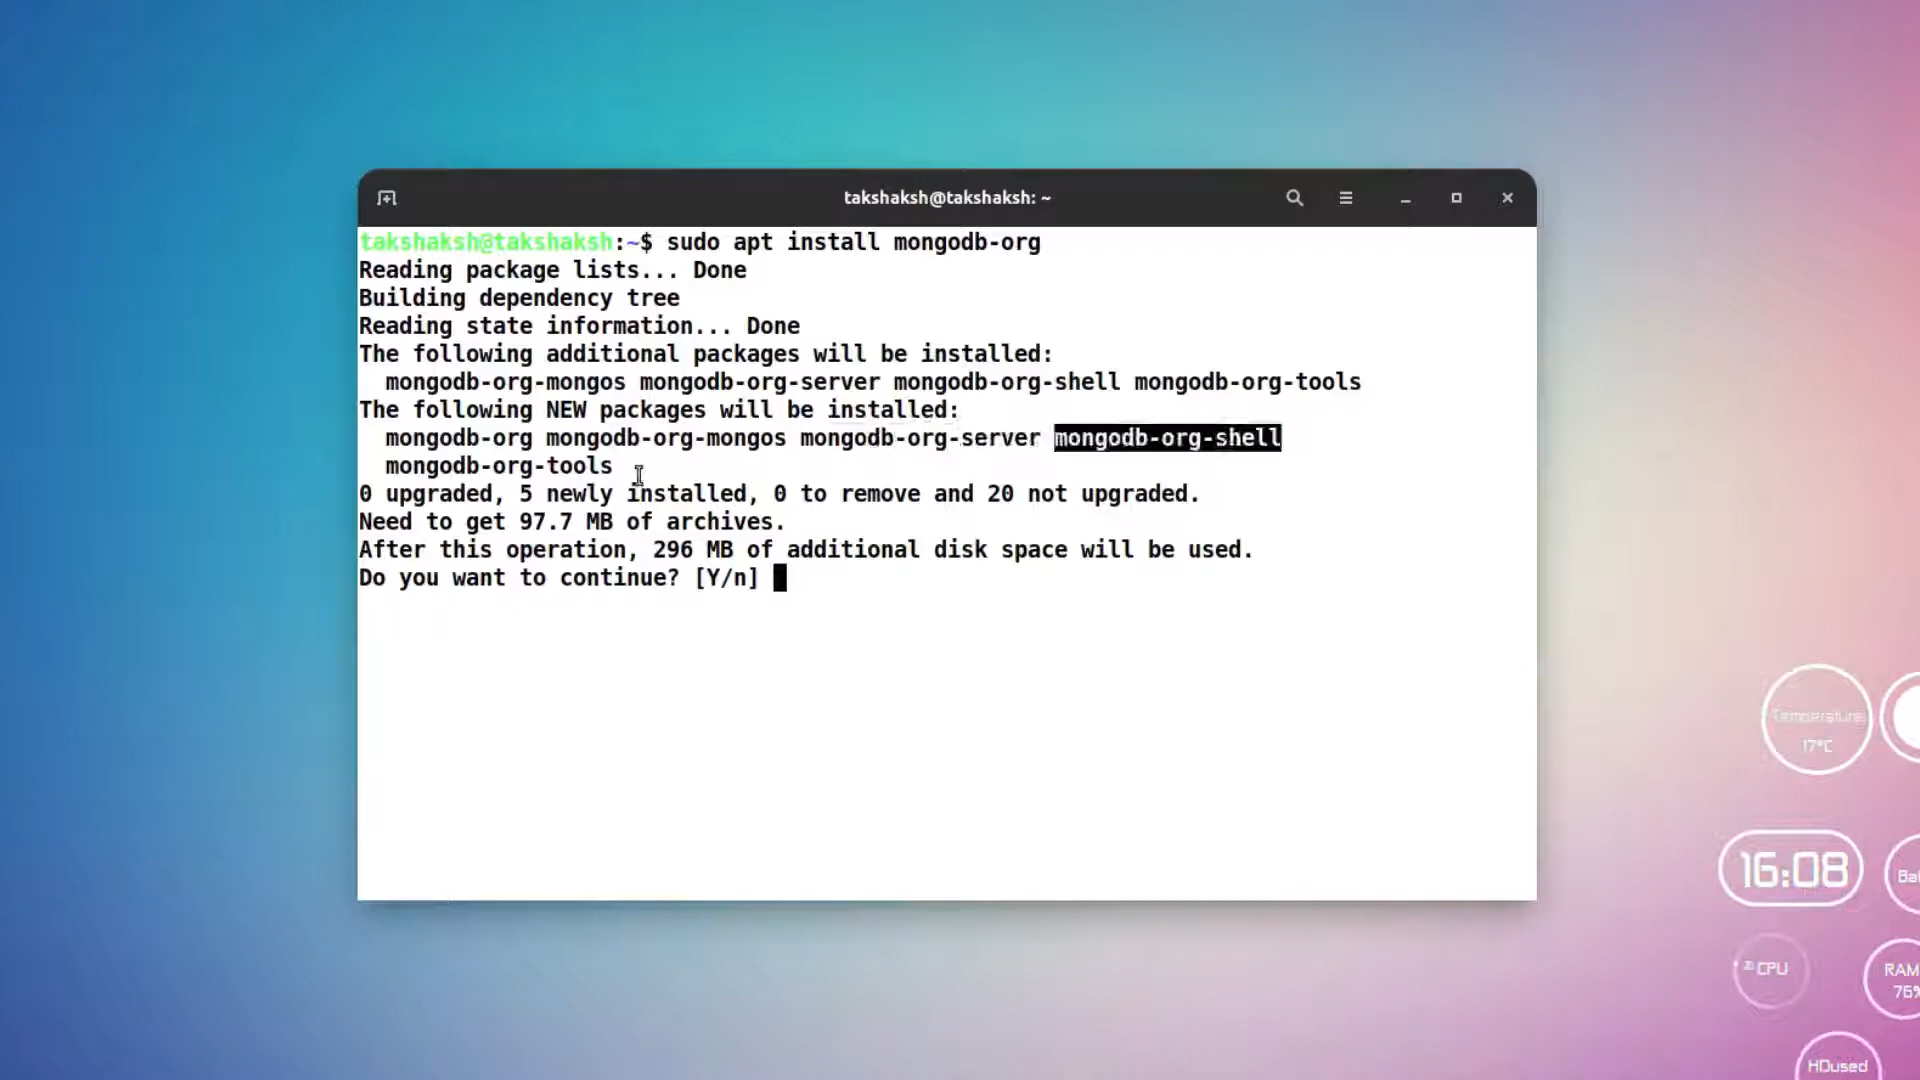 takshaksh@takshaksh: ~
takshaksh@takshaksh:~$ sudo apt install mongodb-org
Reading package lists... Done
Building dependency tree
Reading state information... Done
The following additional packages will be installed:
  mongodb-org-mongos mongodb-org-server mongodb-org-shell mongodb-org-tools
The following NEW packages will be installed:
  mongodb-org mongodb-org-mongos mongodb-org-server mongodb-org-shell
  mongodb-org-tools
0 upgraded, 5 newly installed, 0 to remove and 20 not upgraded.
Need to get 97.7 MB of archives.
After this operation, 296 MB of additional disk space will be used.
Do you want to continue? [Y/n]
Temperature
17°C
16:08
Bat
CPU
RAM
75%
HDused